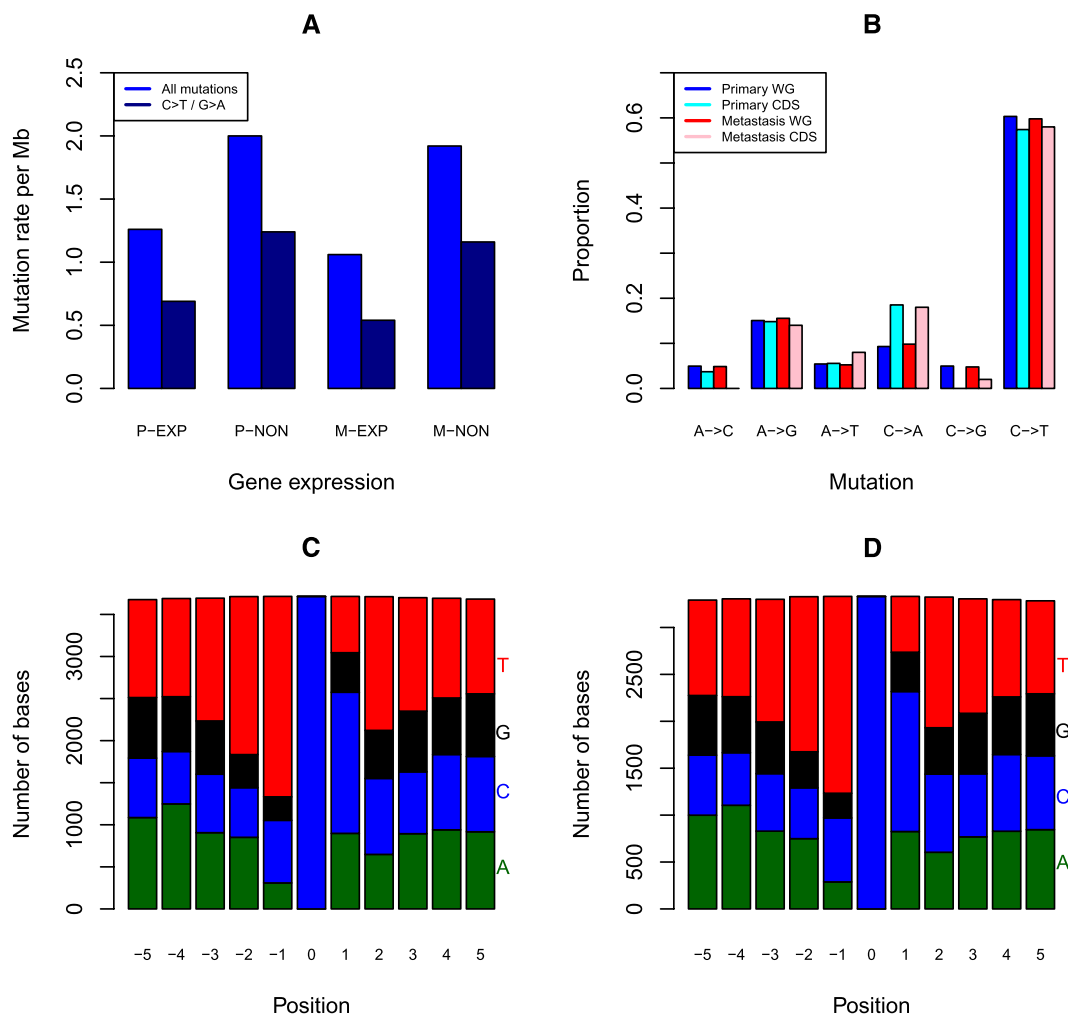 A
Mutation rate per Mb
2.5
2.0
1.5
1.0
0.5
0.0
All mutations
C>T / G>A
P−EXP P−NON M−EXP M−NON
Gene expression
B
Proportion
0.6
0.4
0.2
0.0
Primary WG
Primary CDS
Metastasis WG
Metastasis CDS
A−>C A−>G A−>T C−>A C−>G C−>T
Mutation
C
Number of bases
3000
2000
1000
0
T
G
C
A
−5 −4 −3 −2 −1 0 1 2 3 4 5
Position
D
Number of bases
2500
1500
500
0
T
G
C
A
−5 −4 −3 −2 −1 0 1 2 3 4 5
Position